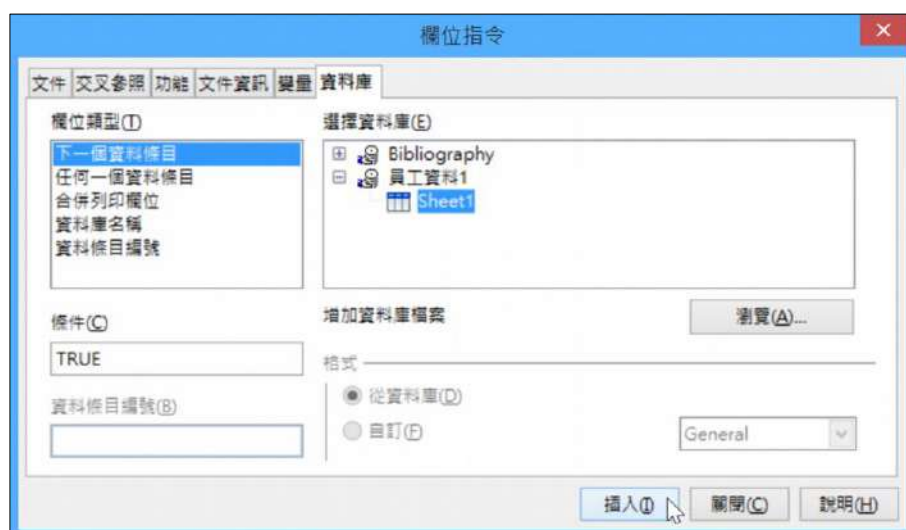 欄位指令
文件 交叉參照 功能 文件資訊 變量 資料庫
欄位類型(T)
下一個資料條目
任何一個資料條目
合併列印欄位
資料庫名稱
資料條目編號
選擇資料庫(E)
Bibliography
員工資料1
Sheet1
條件(C)
TRUE
資料條目編號(B)
增加資料庫檔案
瀏覽(A)...
格式
從資料庫(D)
自訂(F)
General
插入(I) 關閉(C) 說明(H)